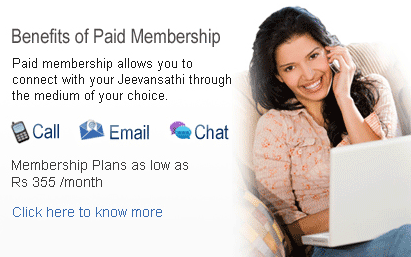 Benefits of Paid Membership
Paid membership allows you to
connect with your Jeevansathi through
the medium of your choice.
Call Email Chat
Membership Plans as low as
Rs 355 /month
Click here to know more